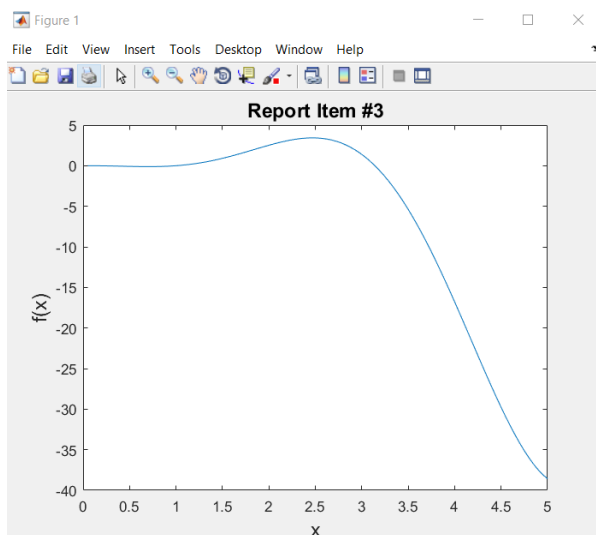 Figure 1
File Edit View Insert Tools Desktop Window Help
Report Item #3
5
0
-5
-10
-15
-20
-25
-30
-35
-40
f(x)
0 0.5 1 1.5 2 2.5 3 3.5 4 4.5 5
x